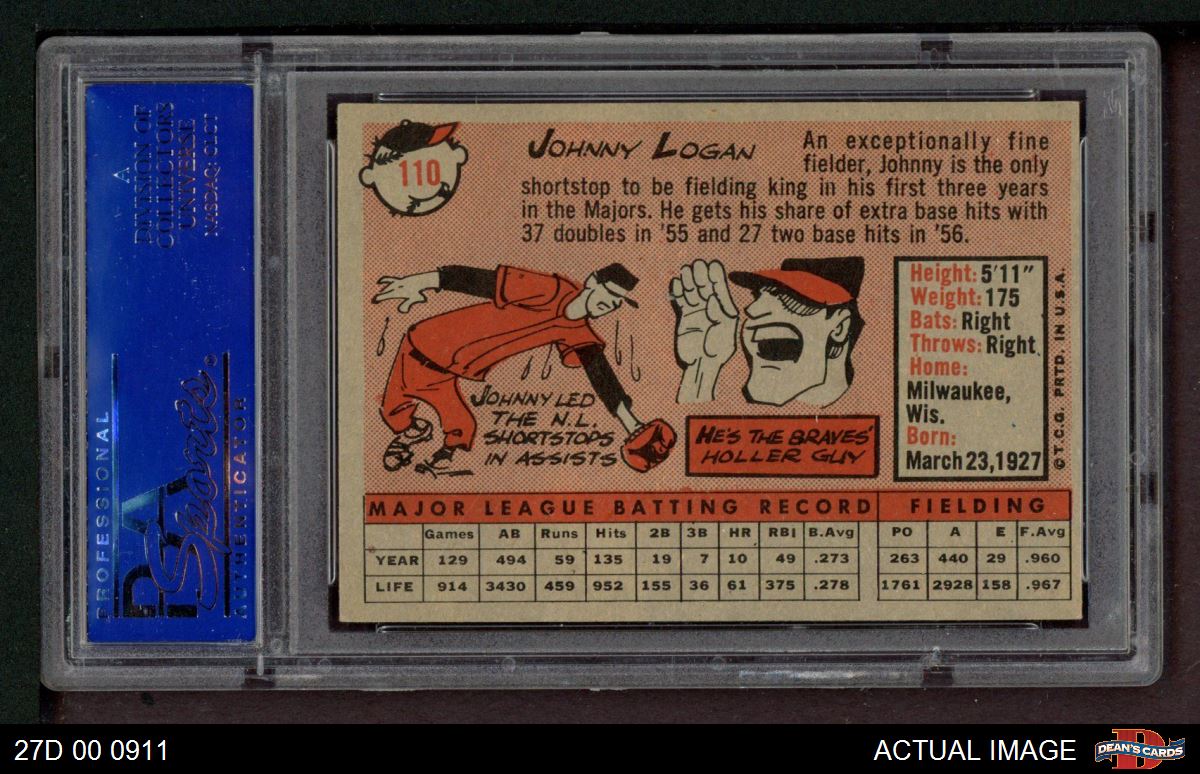 A
DIVISION OF
COLLECTORS
UNIVERSE
NASDAQ: CLCT
PSA
Sports®
PROFESSIONAL
AUTHENTICATOR
110
JOHNNY LOGAN
An exceptionally fine
fielder, Johnny is the only
shortstop to be fielding king in his first three years
in the Majors. He gets his share of extra base hits with
37 doubles in '55 and 27 two base hits in '56.
JOHNNY LED
THE N.L.
SHORTSTOPS
IN ASSISTS
HE'S THE BRAVES'
HOLLER GUY
Height: 5'11"
Weight: 175
Bats: Right
Throws: Right
Home:
Milwaukee,
Wis.
Born:
March 23, 1927
©T.C.G. PRTD. IN U.S.A.
MAJOR LEAGUE BATTING RECORD FIELDING
Games AB Runs Hits 2B 3B HR RBI B.Avg PO A E F.Avg
YEAR 129 494 59 135 19 7 10 49 .273 263 440 29 .960
LIFE 914 3430 459 952 155 36 61 375 .278 1761 2928 158 .967
27D 00 0911
ACTUAL IMAGE
D
DEAN'S CARDS